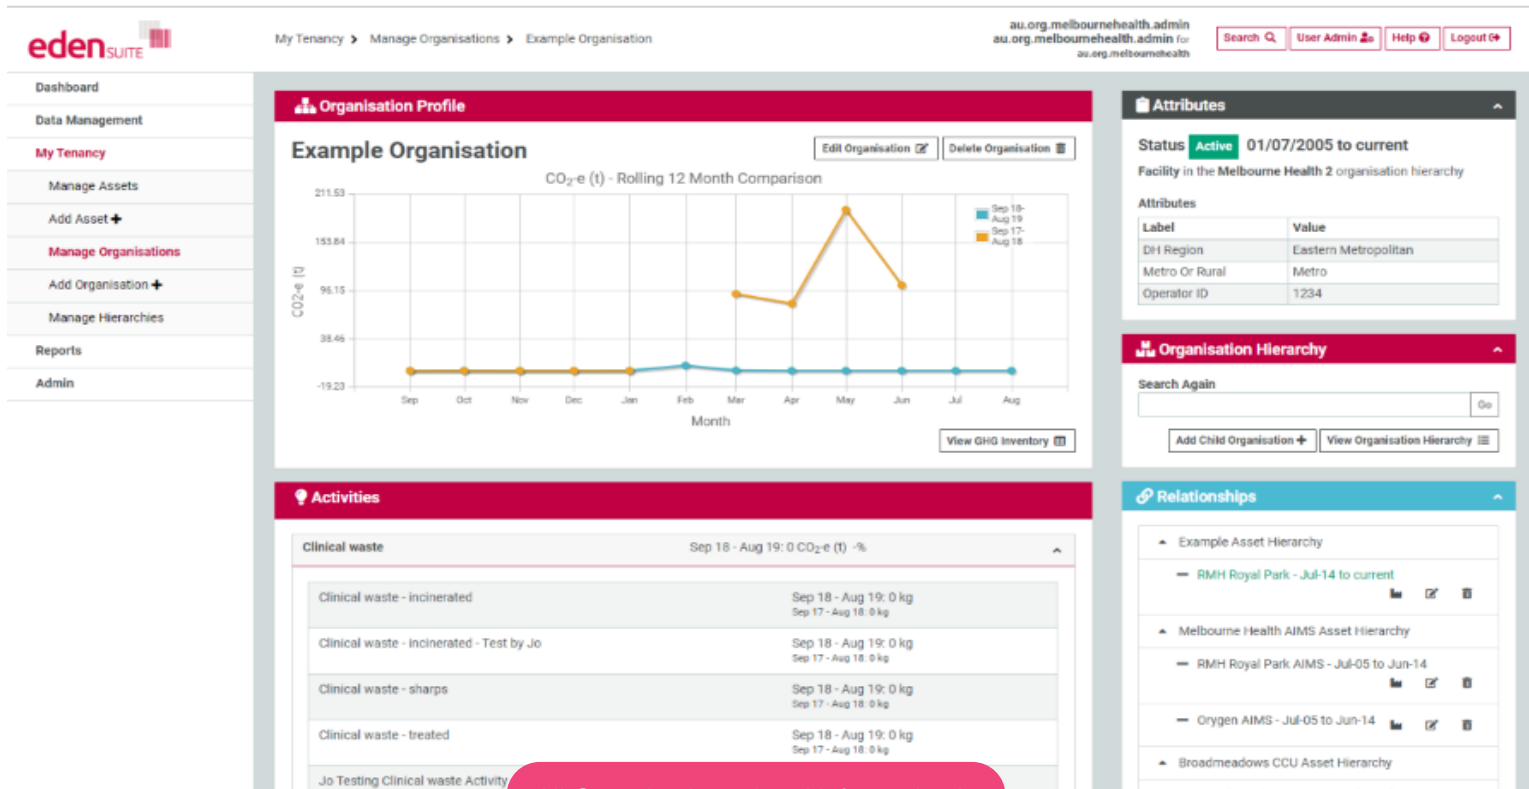 eden SUITE
My Tenancy > Manage Organisations > Example Organisation
au.org.melbournehealth.admin
au.org.melbournehealth.admin for
au.org.melbournehealth
Search
User Admin
Help
Logout
Dashboard
Data Management
My Tenancy
Manage Assets
Add Asset +
Manage Organisations
Add Organisation +
Manage Hierarchies
Reports
Admin
Organisation Profile
Example Organisation
Edit Organisation
Delete Organisation
CO2-e (t) - Rolling 12 Month Comparison
211.53
153.84
96.15
38.46
-19.23
CO2-e (t)
Sep 18-
Aug 19
Sep 17-
Aug 18
Sep Oct Nov Dec Jan Feb Mar Apr May Jun Jul Aug
Month
View GHG Inventory
Activities
Clinical waste Sep 18 - Aug 19: 0 CO2-e (t) -%
Clinical waste - incinerated Sep 18 - Aug 19: 0 kg
Sep 17 - Aug 18: 0 kg
Clinical waste - incinerated - Test by Jo Sep 18 - Aug 19: 0 kg
Sep 17 - Aug 18: 0 kg
Clinical waste - sharps Sep 18 - Aug 19: 0 kg
Sep 17 - Aug 18: 0 kg
Clinical waste - treated Sep 18 - Aug 19: 0 kg
Sep 17 - Aug 18: 0 kg
Jo Testing Clinical waste Activity
Attributes
Status Active 01/07/2005 to current
Facility in the Melbourne Health 2 organisation hierarchy
Attributes
Label Value
DH Region Eastern Metropolitan
Metro Or Rural Metro
Operator ID 1234
Organisation Hierarchy
Search Again
Go
Add Child Organisation +
View Organisation Hierarchy
Relationships
Example Asset Hierarchy
RMH Royal Park - Jul-14 to current
Melbourne Health AIMS Asset Hierarchy
RMH Royal Park AIMS - Jul-05 to Jun-14
Orygen AIMS - Jul-05 to Jun-14
Broadmeadows CCU Asset Hierarchy